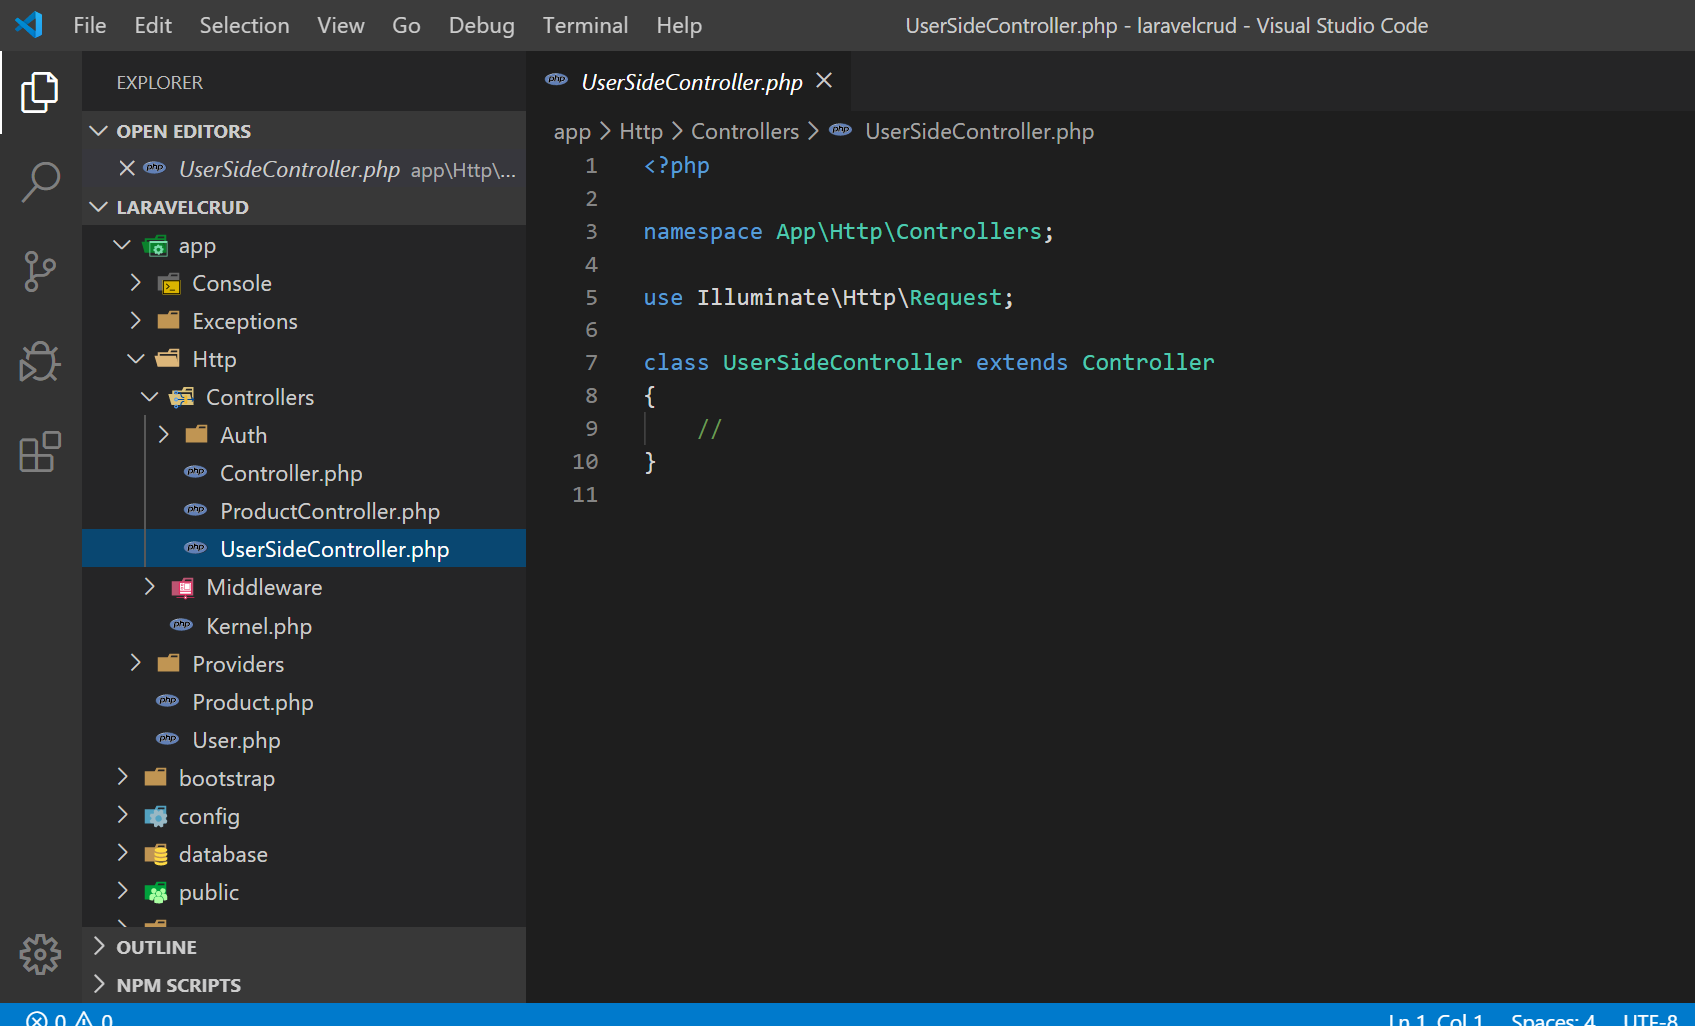 File Edit Selection View Go Debug Terminal Help UserSideController.php - laravelcrud - Visual Studio Code
EXPLORER
OPEN EDITORS
UserSideController.php app\Http\...
LARAVELCRUD
app
Console
Exceptions
Http
Controllers
Auth
Controller.php
ProductController.php
UserSideController.php
Middleware
Kernel.php
Providers
Product.php
User.php
bootstrap
config
database
public
OUTLINE
NPM SCRIPTS
UserSideController.php
app > Http > Controllers > UserSideController.php
1 <?php
2
3 namespace App\Http\Controllers;
4
5 use Illuminate\Http\Request;
6
7 class UserSideController extends Controller
8 {
9 //
10 }
11
0 0 Ln 1, Col 1 Spaces: 4 UTF-8